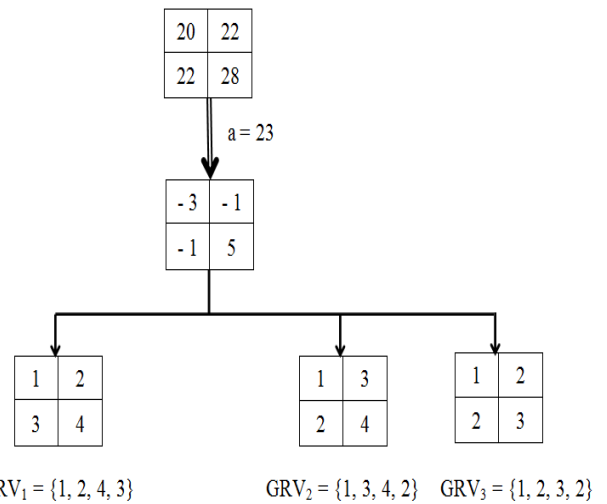 20 22
22 28
a = 23
- 3 - 1
- 1 5
1 2
3 4
1 3
2 4
1 2
2 3
RV₁ = {1, 2, 4, 3}
GRV₂ = {1, 3, 4, 2}
GRV₃ = {1, 2, 3, 2}